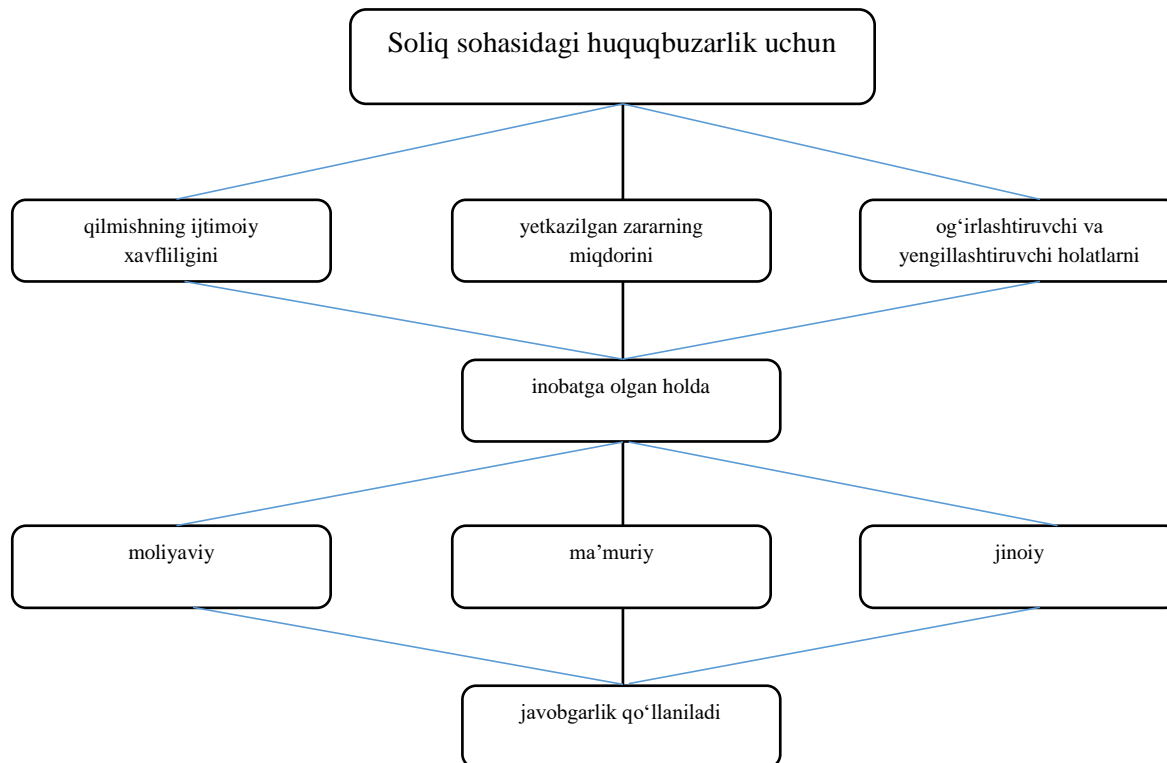 Soliq sohasidagi huquqbuzarlik uchun
qilmishning ijtimoiy
xavfliligini
yetkazilgan zararning
miqdorini
og‘irlashtiruvchi va
yengillashtiruvchi holatlarni
inobatga olgan holda
moliyaviy
ma’muriy
jinoiy
javobgarlik qo‘llaniladi